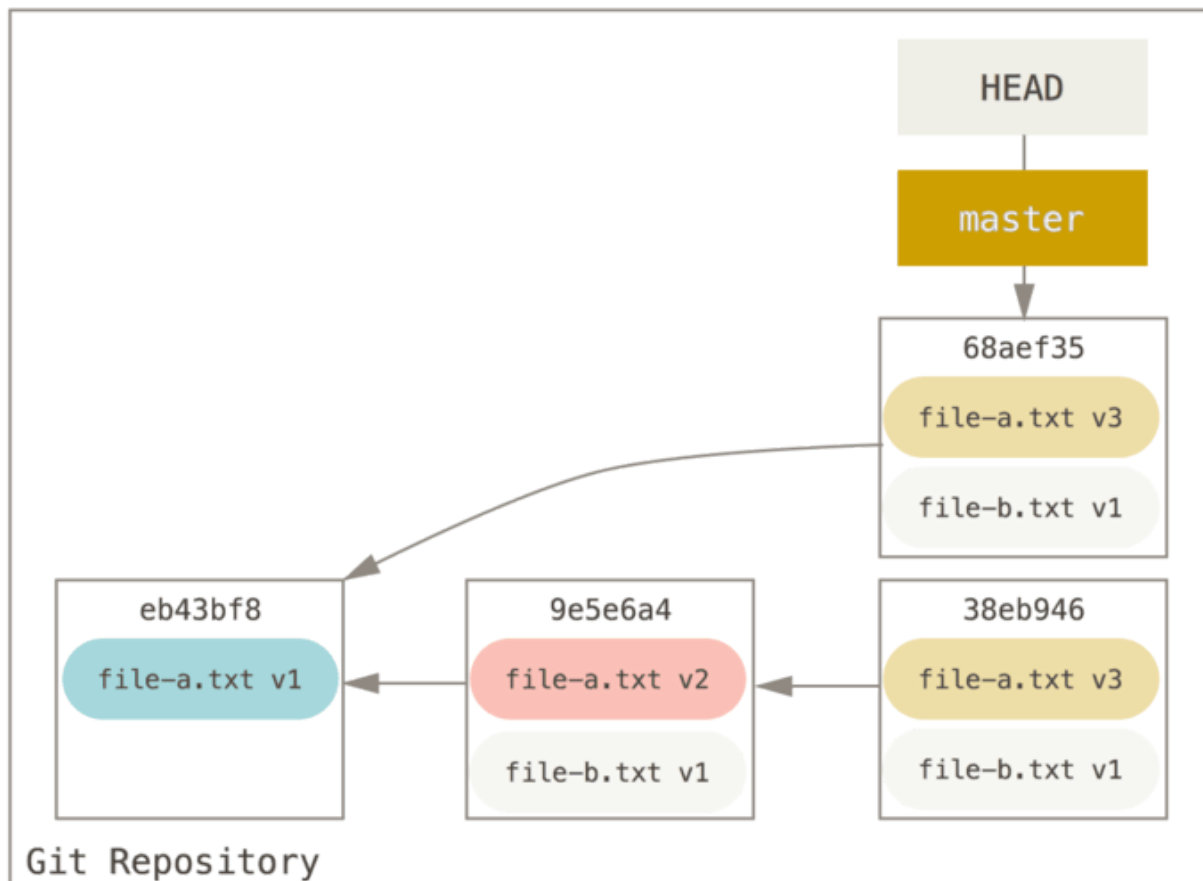 HEAD
master
68aef35
file-a.txt v3
file-b.txt v1
eb43bf8
file-a.txt v1
9e5e6a4
file-a.txt v2
file-b.txt v1
38eb946
file-a.txt v3
file-b.txt v1
Git Repository